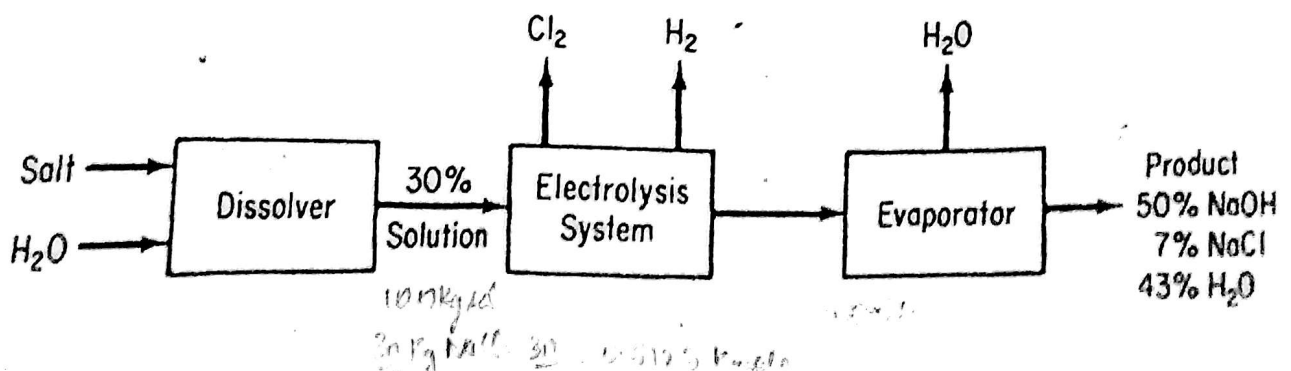 Cl₂
H₂
H₂O
Salt
H₂O
Dissolver
30%
Solution
Electrolysis
System
Evaporator
Product
50% NaOH
7% NaCl
43% H₂O